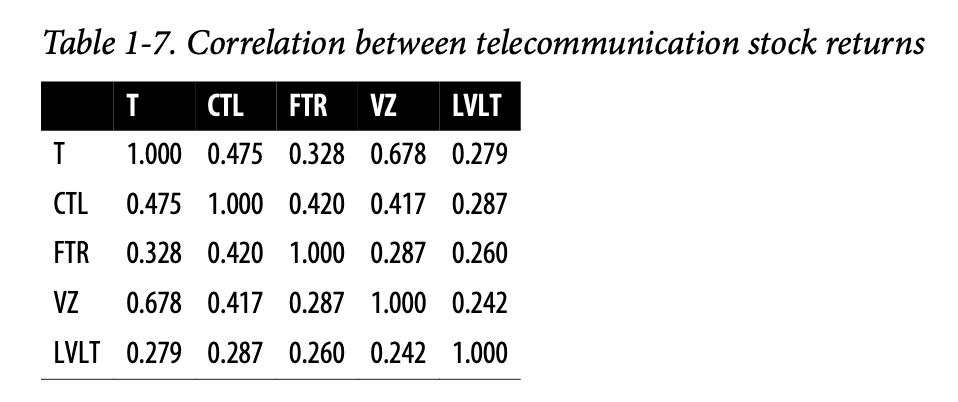 Table 1-7. Correlation between telecommunication stock returns
T CTL FTR VZ LVLT
T 1.000 0.475 0.328 0.678 0.279
CTL 0.475 1.000 0.420 0.417 0.287
FTR 0.328 0.420 1.000 0.287 0.260
VZ 0.678 0.417 0.287 1.000 0.242
LVLT 0.279 0.287 0.260 0.242 1.000